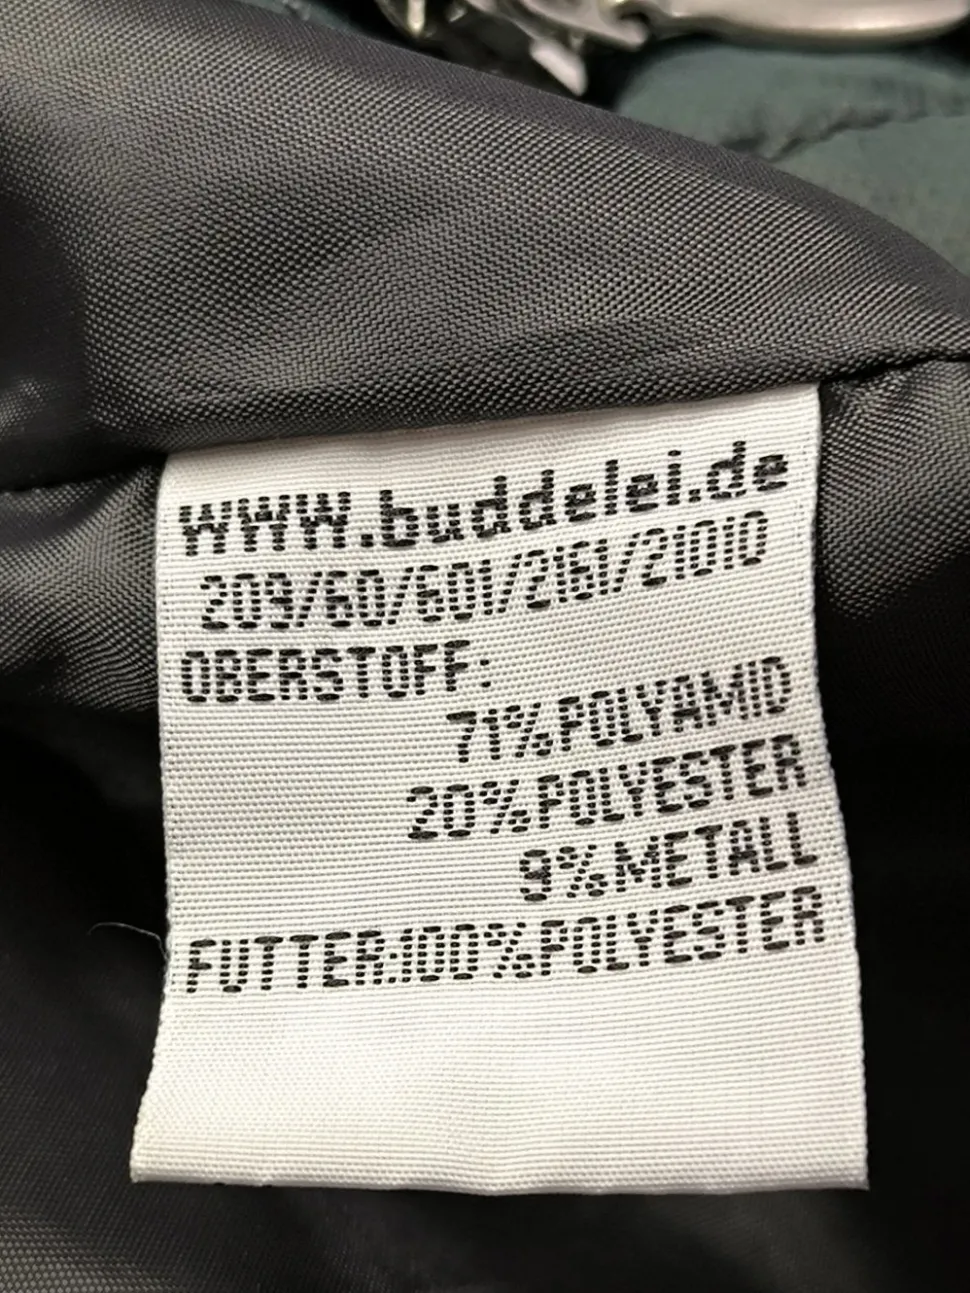 www.buddelei.de
209/60/601/2161/21010
OBERSTOFF:
71%POLYAMID
20%POLYESTER
9%METALL
FUTTER:100%POLYESTER